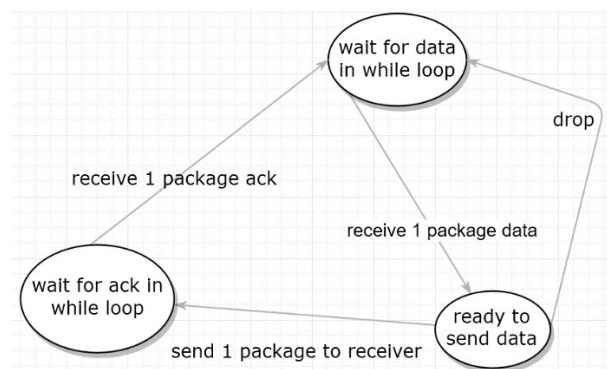 wait for data
in while loop
drop
receive 1 package ack
receive 1 package data
wait for ack in
while loop
ready to
send data
send 1 package to receiver